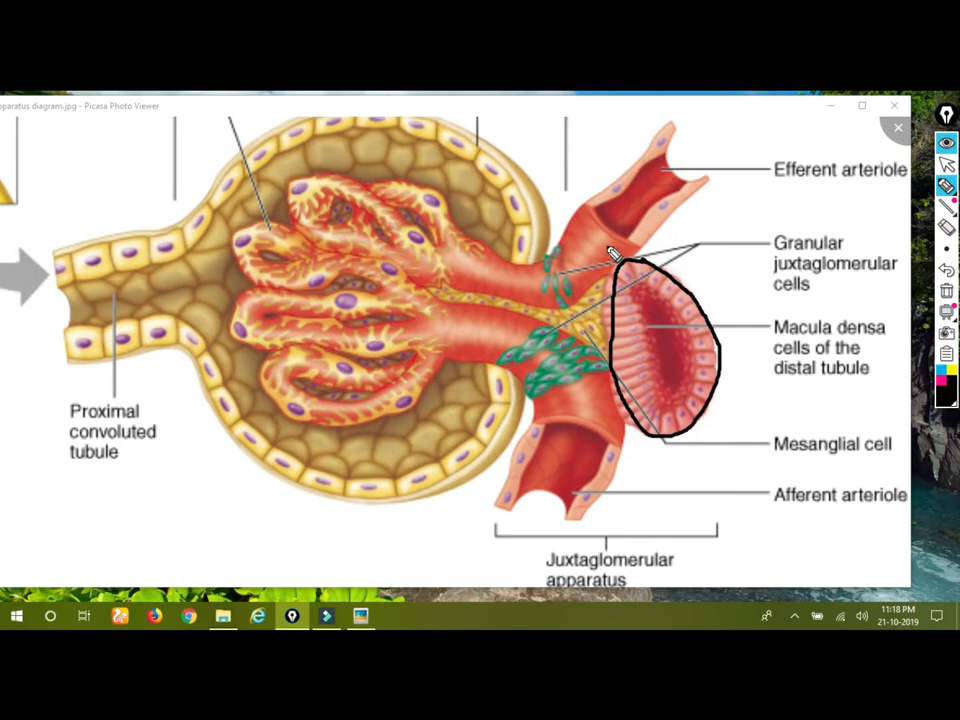 pparatus diagram.jpg - Picasa Photo Viewer
Efferent arteriole
Granular
juxtaglomerular
cells
Macula densa
cells of the
distal tubule
Proximal
convoluted
tubule
Mesanglial cell
Afferent arteriole
Juxtaglomerular
apparatus
11:18 PM
21-10-2019